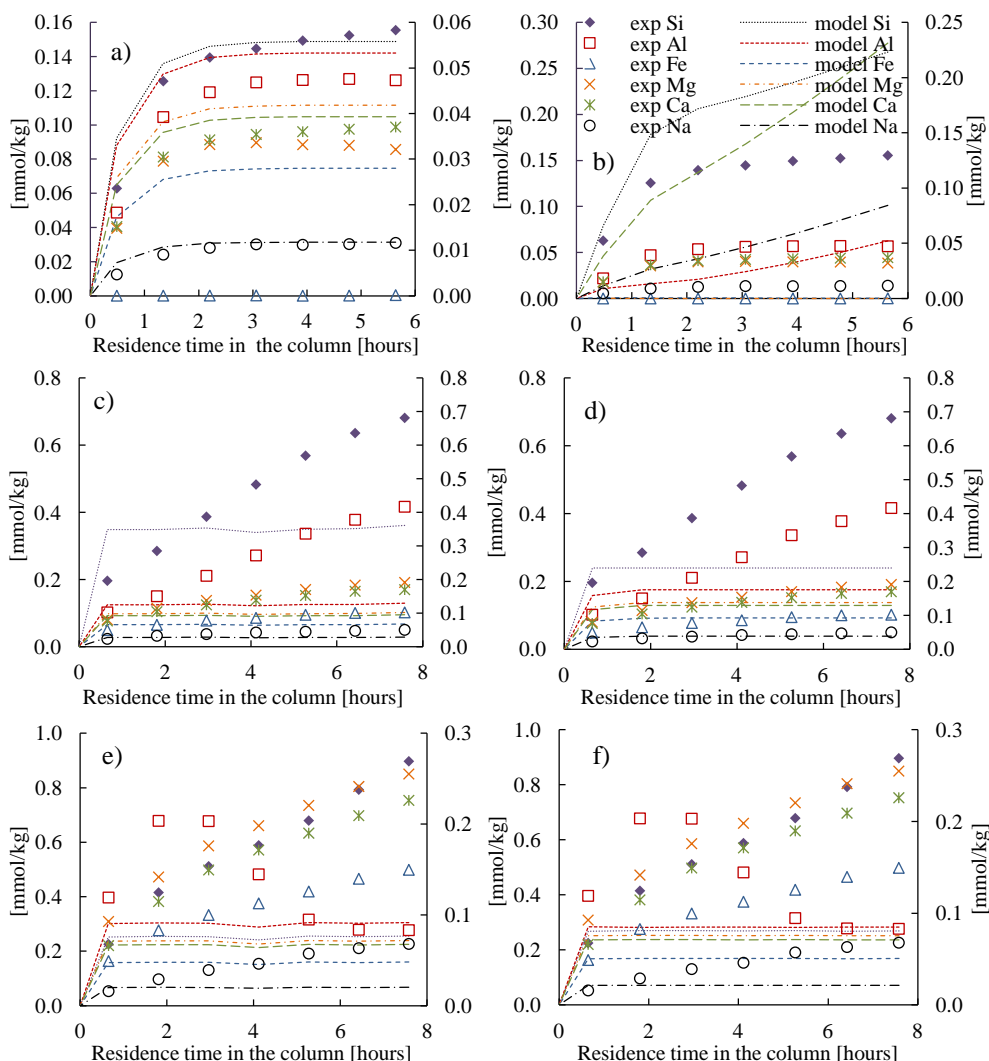 0.16
0.14
0.12
0.10
0.08
0.06
0.04
0.02
0.00
[mmol/kg]
a)
0.06
0.05
0.04
0.03
0.02
0.01
0.00
[mmol/kg]
0 1 2 3 4 5 6
Residence time in the column [hours]
0.30
0.25
0.20
0.15
0.10
0.05
0.00
[mmol/kg]
b)
exp Si model Si
exp Al model Al
exp Fe model Fe
exp Mg model Mg
exp Ca model Ca
exp Na model Na
0.25
0.20
0.15
0.10
0.05
0.00
[mmol/kg]
0 1 2 3 4 5 6
Residence time in the column [hours]
0.8
0.6
0.4
0.2
0.0
[mmol/kg]
c)
0.8
0.7
0.6
0.5
0.4
0.3
0.2
0.1
0.0
[mmol/kg]
0 2 4 6 8
Residence time in the column [hours]
0.8
0.6
0.4
0.2
0.0
[mmol/kg]
d)
0.8
0.7
0.6
0.5
0.4
0.3
0.2
0.1
0.0
[mmol/kg]
0 2 4 6 8
Residence time in the column [hours]
1.0
0.8
0.6
0.4
0.2
0.0
[mmol/kg]
e)
0.3
0.2
0.1
0.0
[mmol/kg]
0 2 4 6 8
Residence time in the column [hours]
1.0
0.8
0.6
0.4
0.2
0.0
[mmol/kg]
f)
0.3
0.2
0.1
0.0
[mmol/kg]
0 2 4 6 8
Residence time in the column [hours]